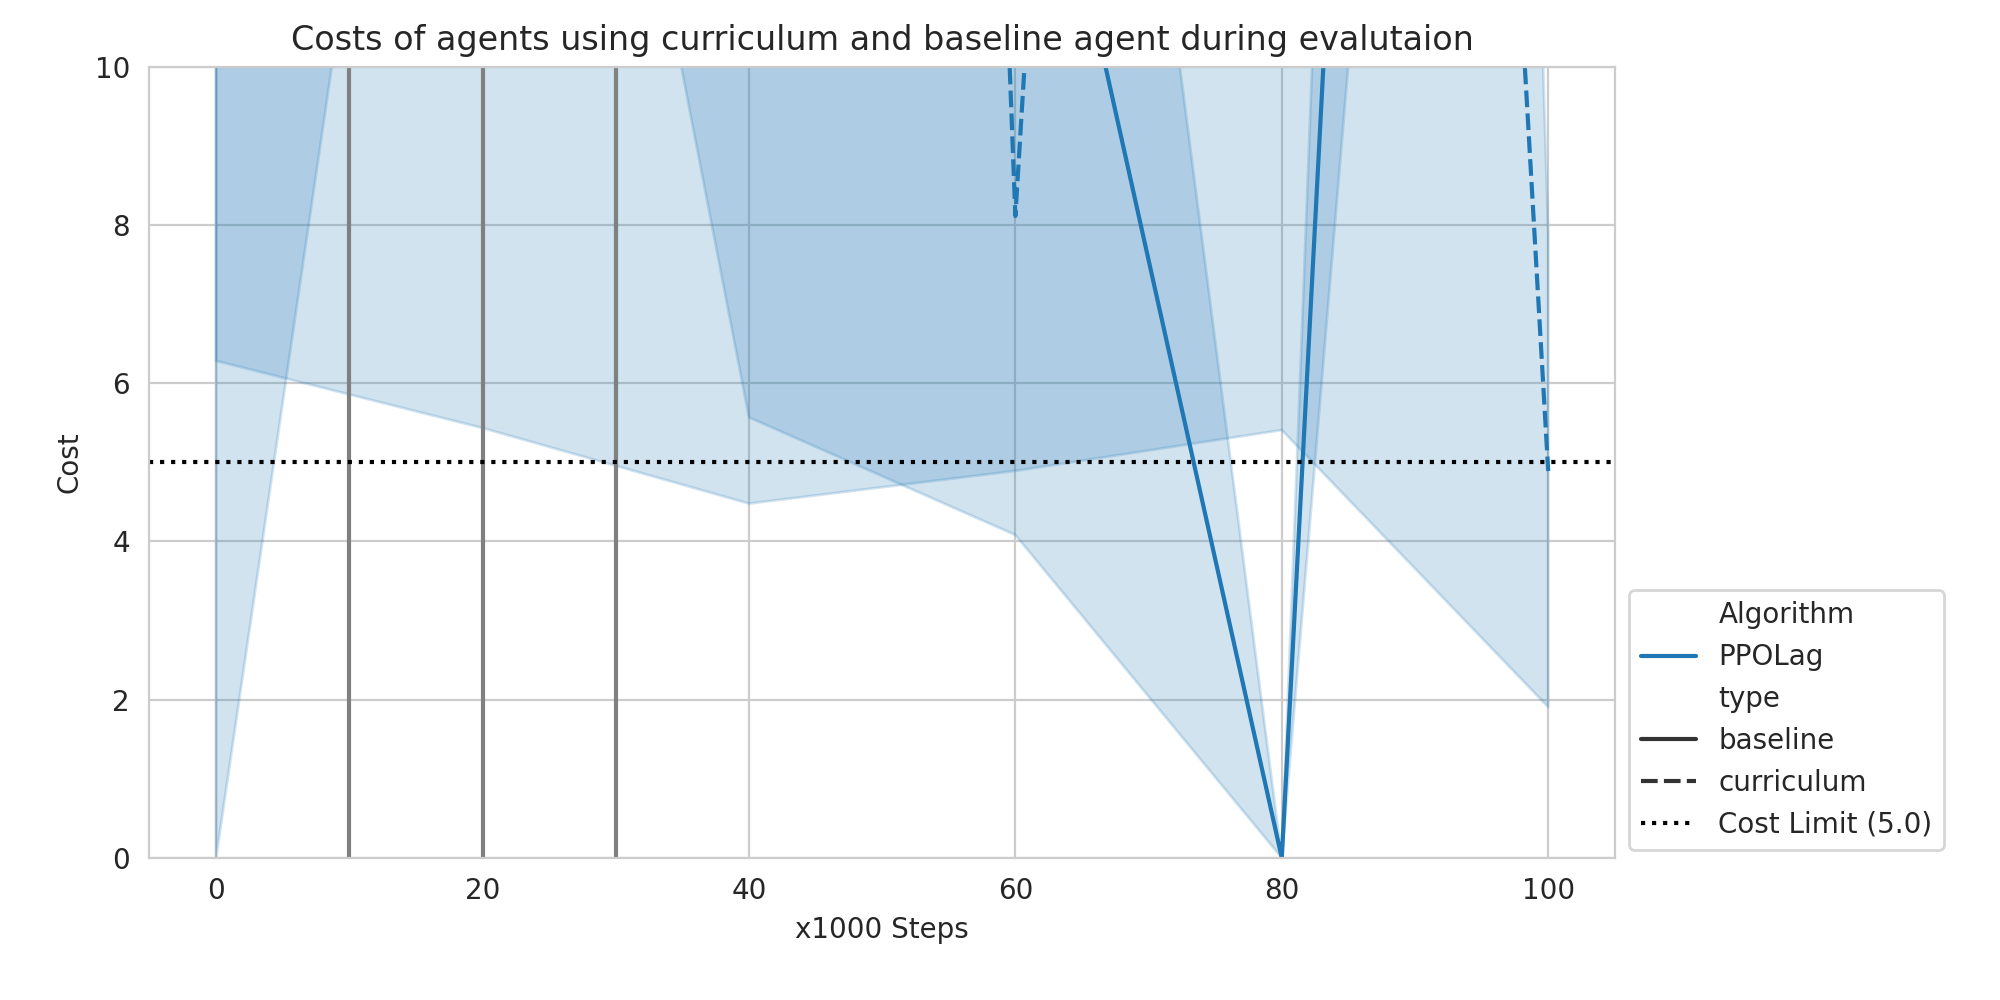 Costs of agents using curriculum and baseline agent during evalutaion
10
8
6
4
2
0
Cost
0 20 40 60 80 100
x1000 Steps
Algorithm
PPOLag
type
baseline
curriculum
Cost Limit (5.0)